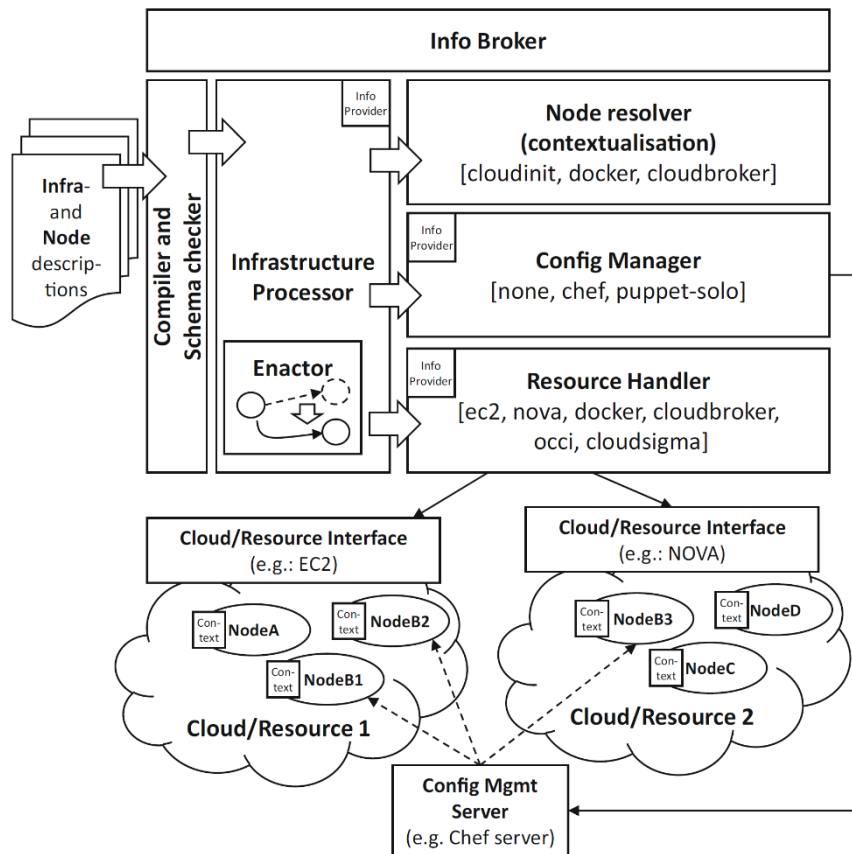 Info Broker
Infra-
and
Node
descrip-
tions
Compiler and
Schema checker
Info
Provider
Infrastructure
Processor
Enactor
Node resolver
(contextualisation)
[cloudinit, docker, cloudbroker]
Info
Provider
Config Manager
[none, chef, puppet-solo]
Info
Provider
Resource Handler
[ec2, nova, docker, cloudbroker,
occi, cloudsigma]
Cloud/Resource Interface
(e.g.: EC2)
Cloud/Resource Interface
(e.g.: NOVA)
Con-
text
NodeA
Con-
text
NodeB2
Con-
text
NodeB1
Cloud/Resource 1
Con-
text
NodeB3
Con-
text
NodeD
Con-
text
NodeC
Cloud/Resource 2
Config Mgmt
Server
(e.g. Chef server)